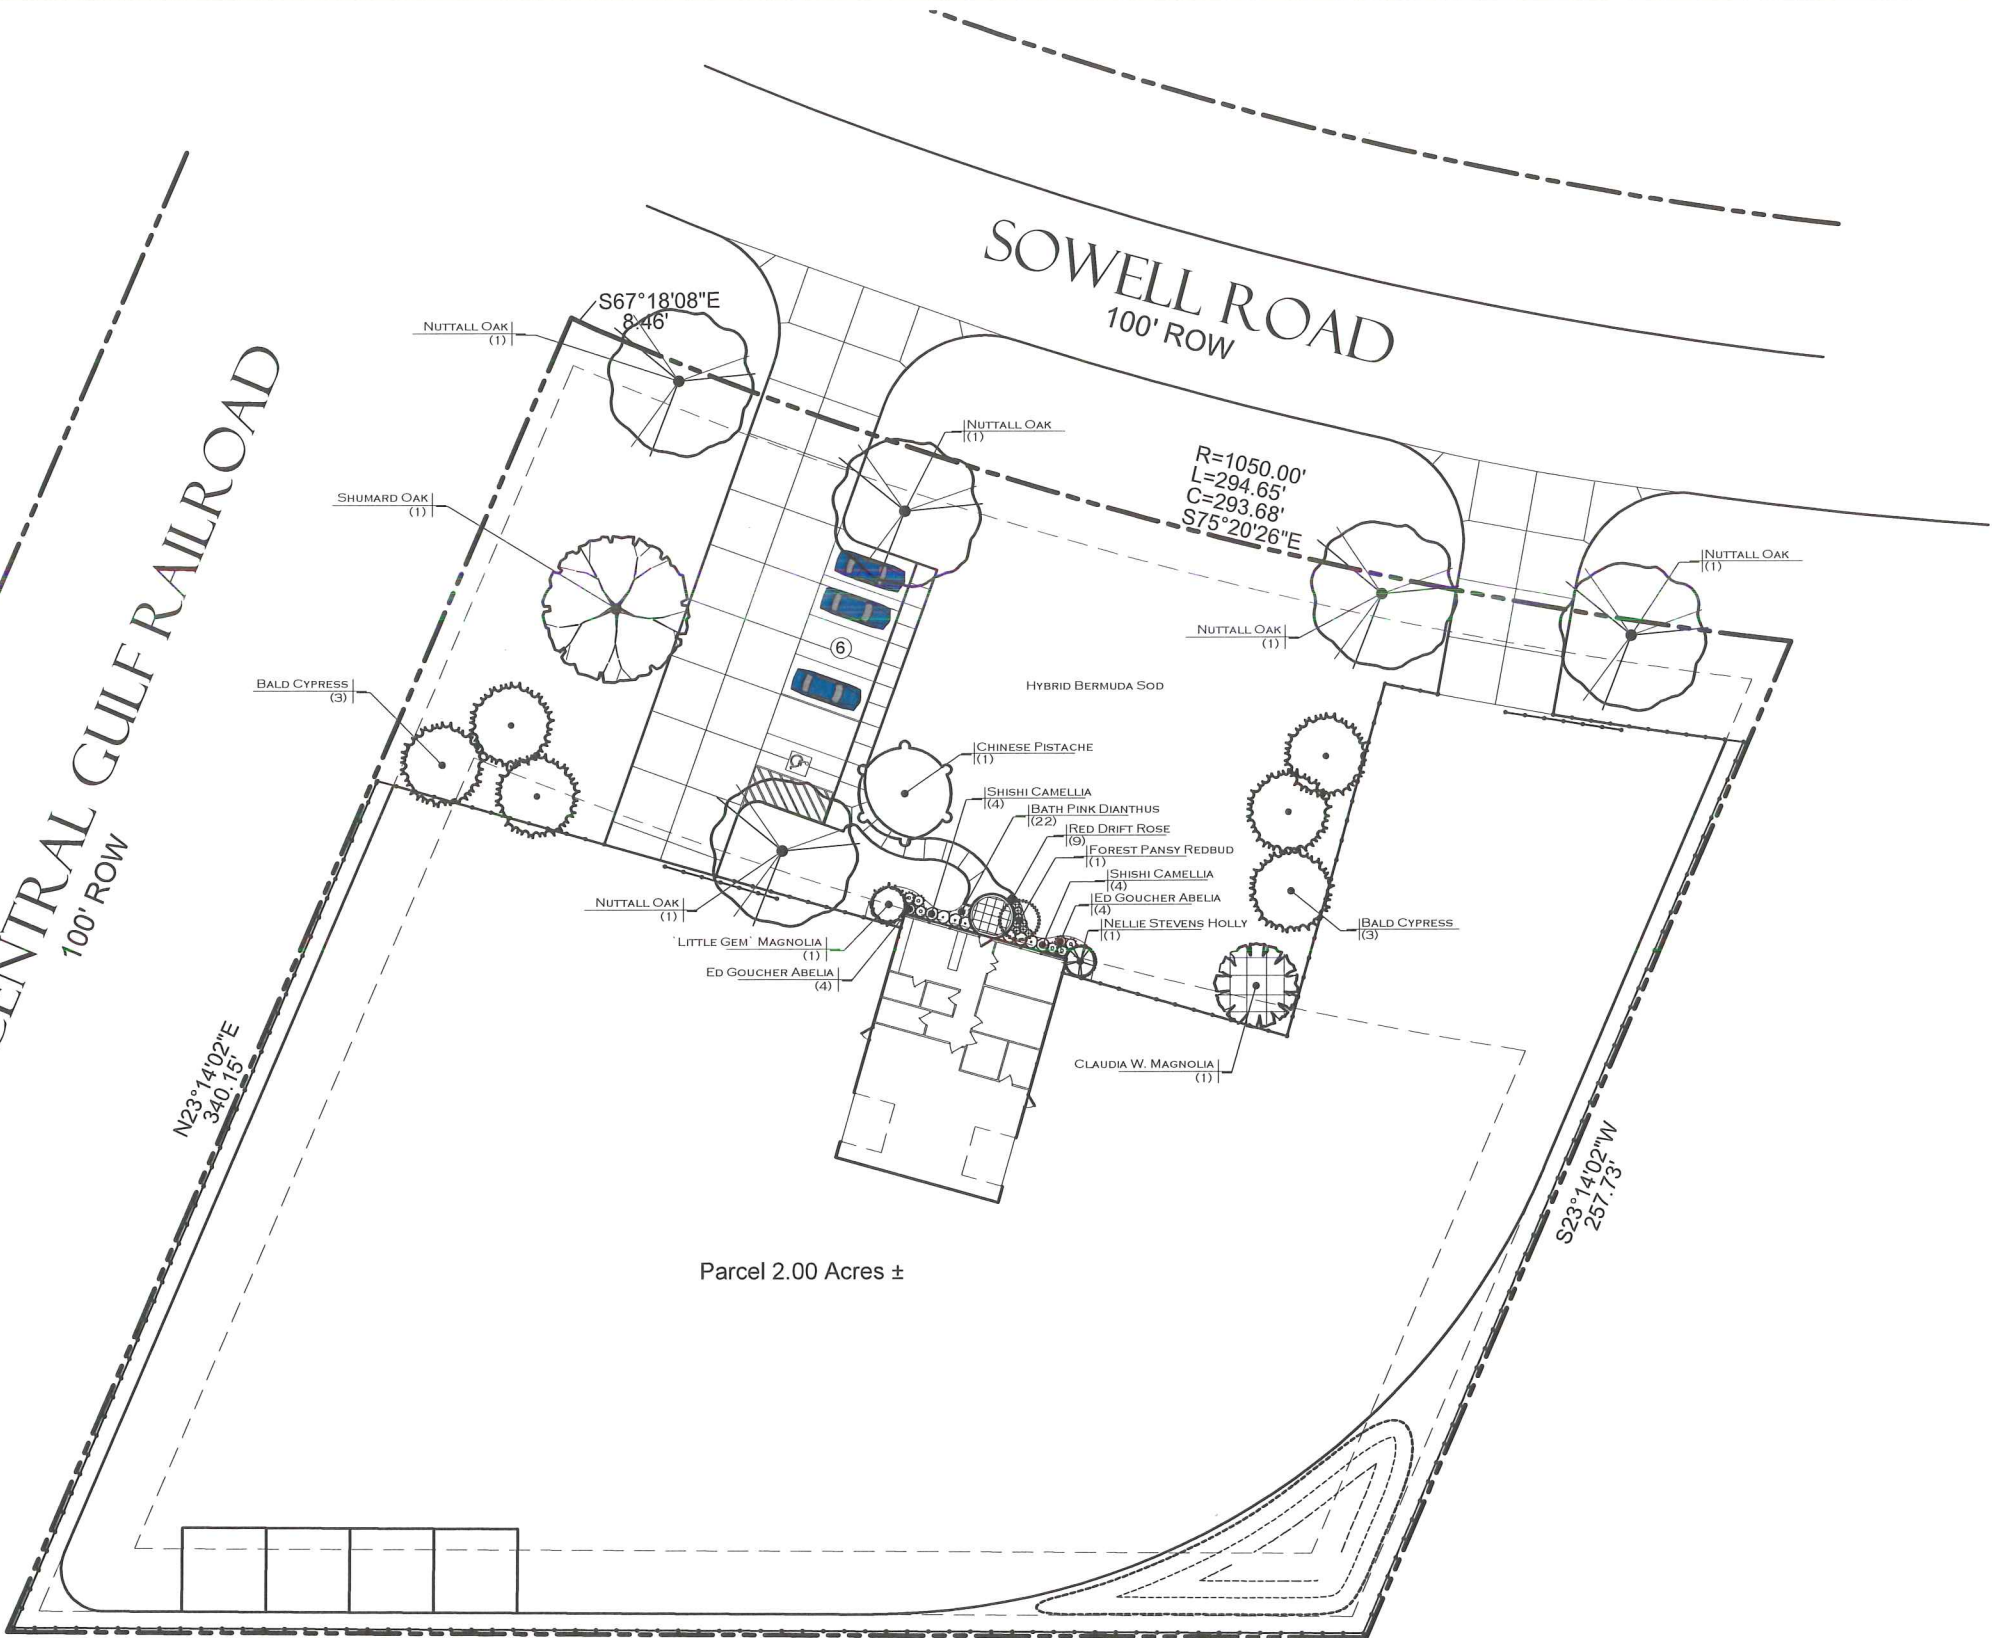 SOWELL ROAD
100' ROW
S67°18'08"E
8.46'
NUTTALL OAK
(1)
NUTTALL OAK
(1)
R=1050.00'
L=294.65'
C=293.68'
S75°20'26"E
SHUMARD OAK
(1)
NUTTALL OAK
(1)
NUTTALL OAK
(1)
6
BALD CYPRESS
(3)
HYBRID BERMUDA SOD
CHINESE PISTACHE
(1)
SHISHI CAMELLIA
(4)
BATH PINK DIANTHUS
(22)
RED DRIFT ROSE
(9)
FOREST PANSY REDBUD
(1)
SHISHI CAMELLIA
(4)
ED GOUCHER ABELIA
(4)
NELLIE STEVENS HOLLY
(1)
BALD CYPRESS
(3)
NUTTALL OAK
(1)
`LITTLE GEM` MAGNOLIA
(1)
ED GOUCHER ABELIA
(4)
CLAUDIA W. MAGNOLIA
(1)
GULF RAILROAD
100' ROW
N23°14'02"E
340.15'
S23°14'02"W
257.73'
Parcel 2.00 Acres ±